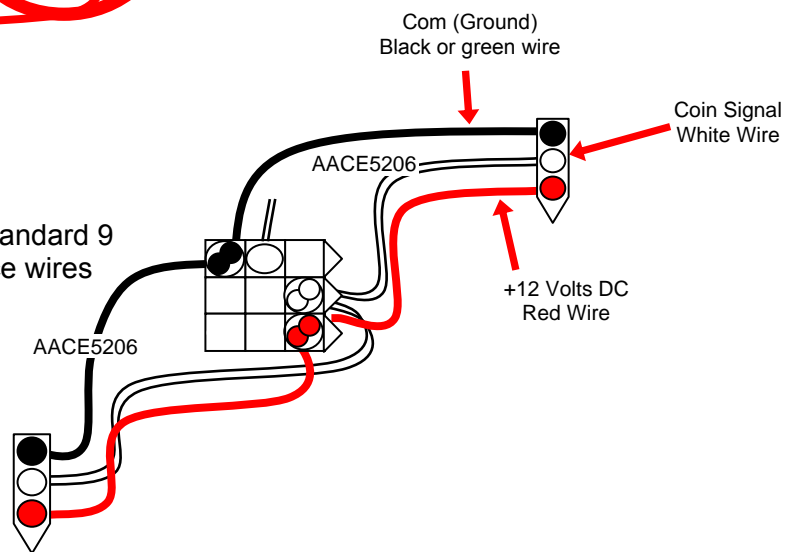 Com (Ground)
Black or green wire
Coin Signal
White Wire
AACE5206
andard 9
e wires
+12 Volts DC
Red Wire
AACE5206